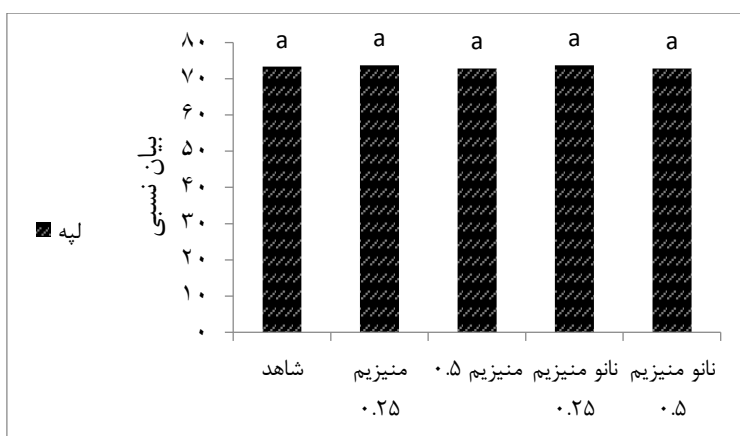 a a a a a
۸۰
۷۰
۶۰
۵۰
۴۰
۳۰
۲۰
۱۰
۰
بیان نسبی
لپه
شاهد
منیزیم
۰.۲۵
منیزیم ۰.۵
نانو منیزیم
۰.۲۵
نانو منیزیم
۰.۵